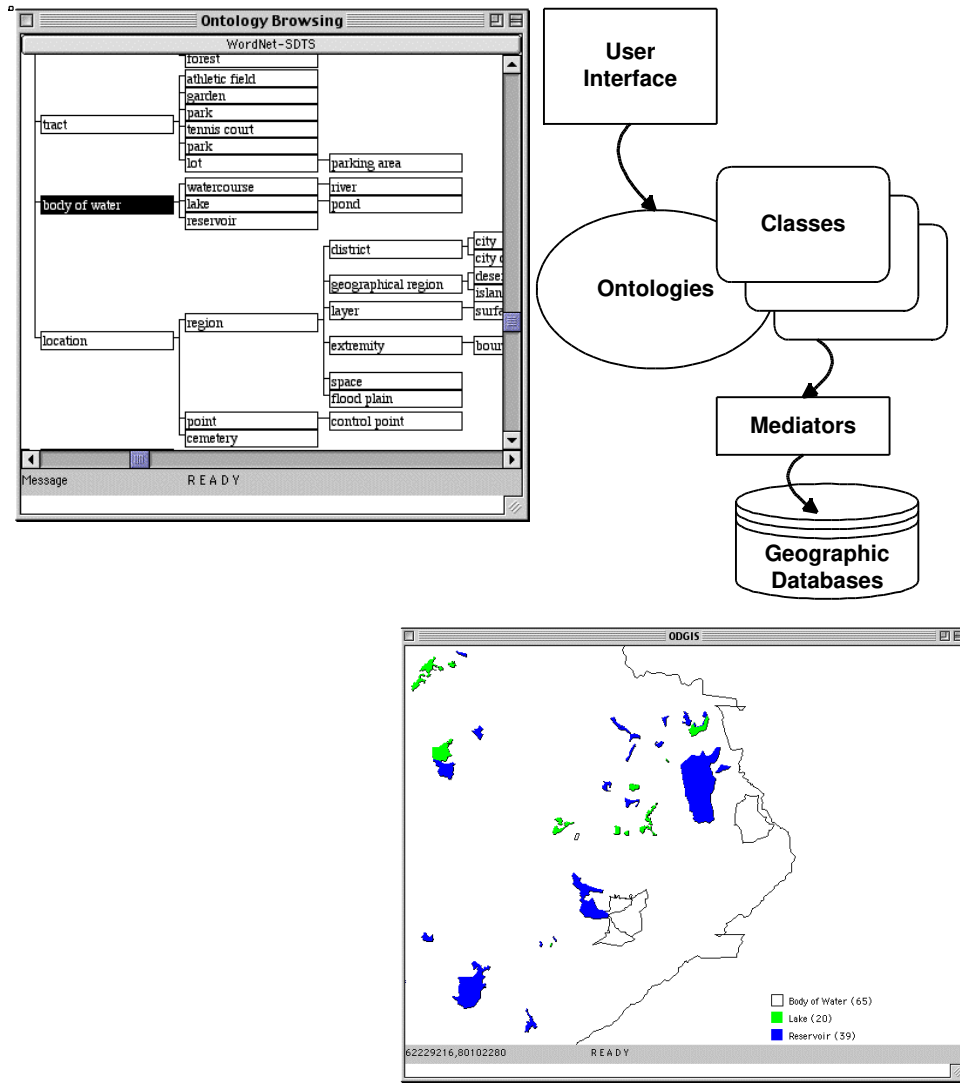 Ontology Browsing
WordNet-SDTS
forest
athletic field
garden
park
tract
tennis court
park
lot
parking area
watercourse
river
body of water
lake
pond
reservoir
district
city
city
geographical region
layer
region
location
extremity
space
flood plain
point
control point
cemetery
Message
READY
User
Interface
Classes
Ontologies
Mediators
Geographic
Databases
ODGIS
Body of Water (65)
Lake (20)
Reservoir (39)
62229216,80102280
READY